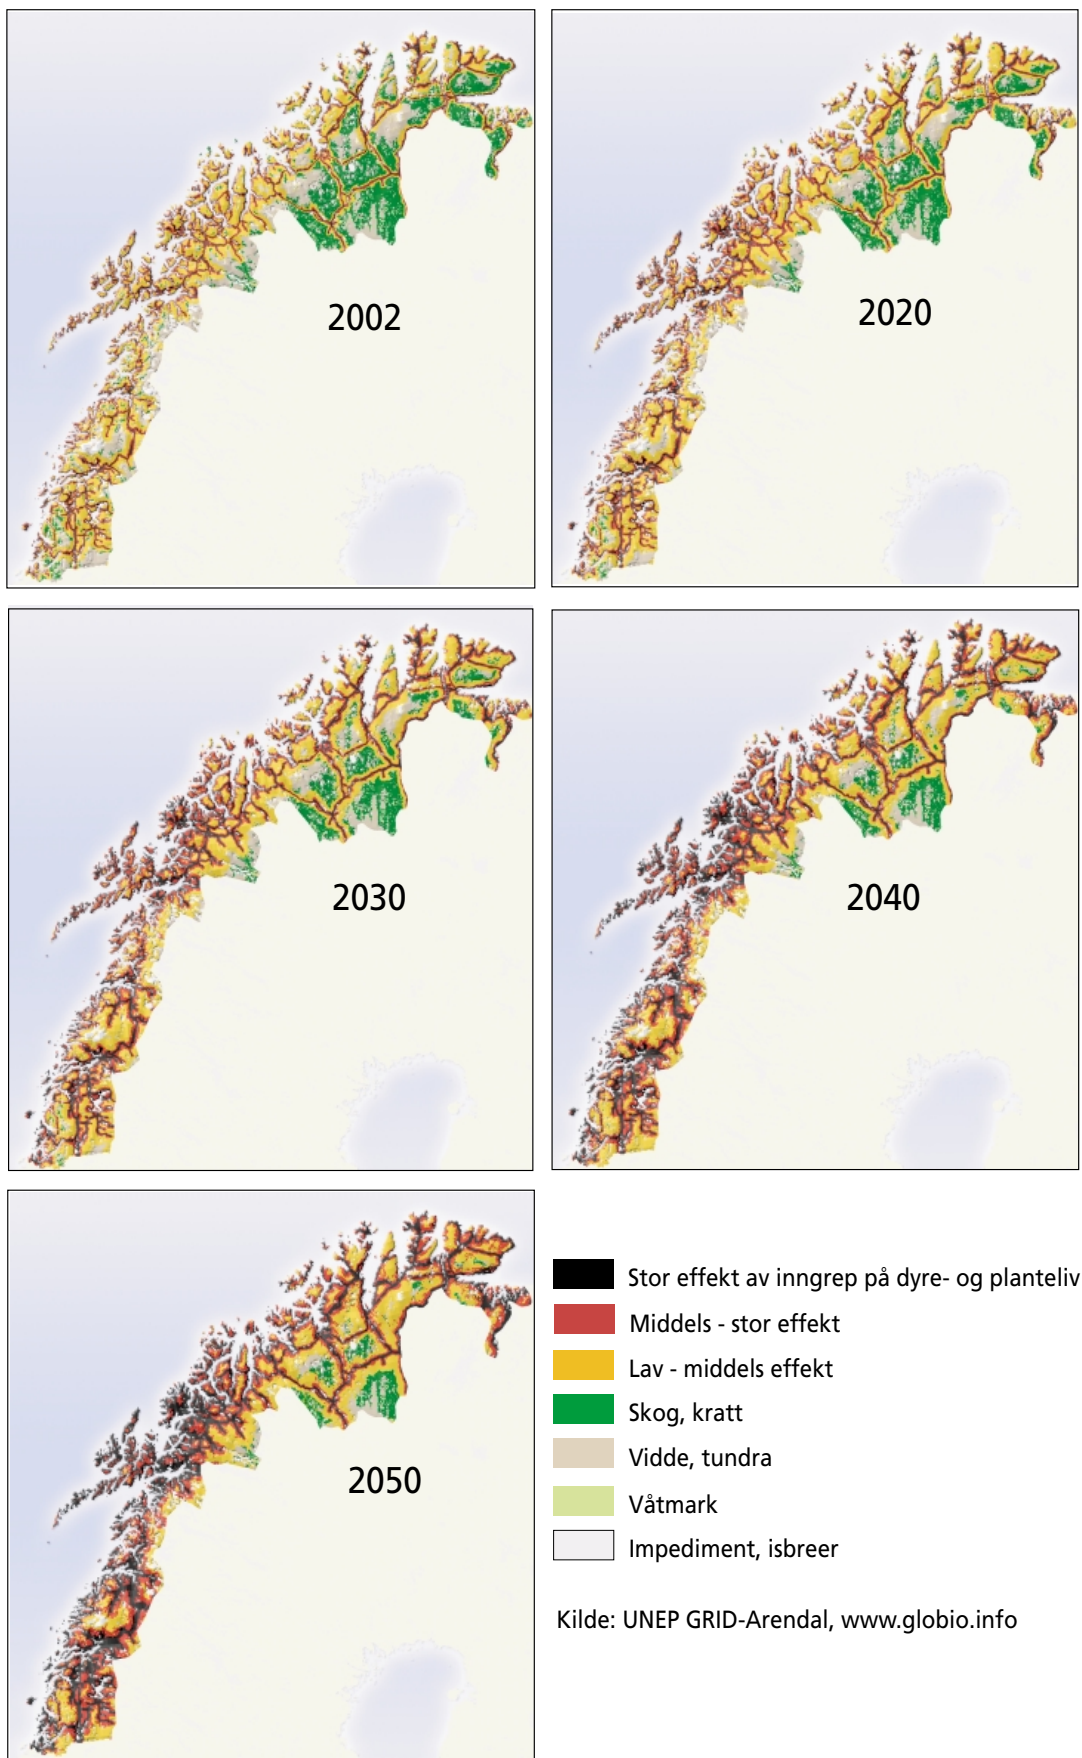 2002
2020
2030
2040
2050
Stor effekt av inngrep på dyre- og planteliv
Middels - stor effekt
Lav - middels effekt
Skog, kratt
Vidde, tundra
Våtmark
Impediment, isbreer
Kilde: UNEP GRID-Arendal, www.globio.info